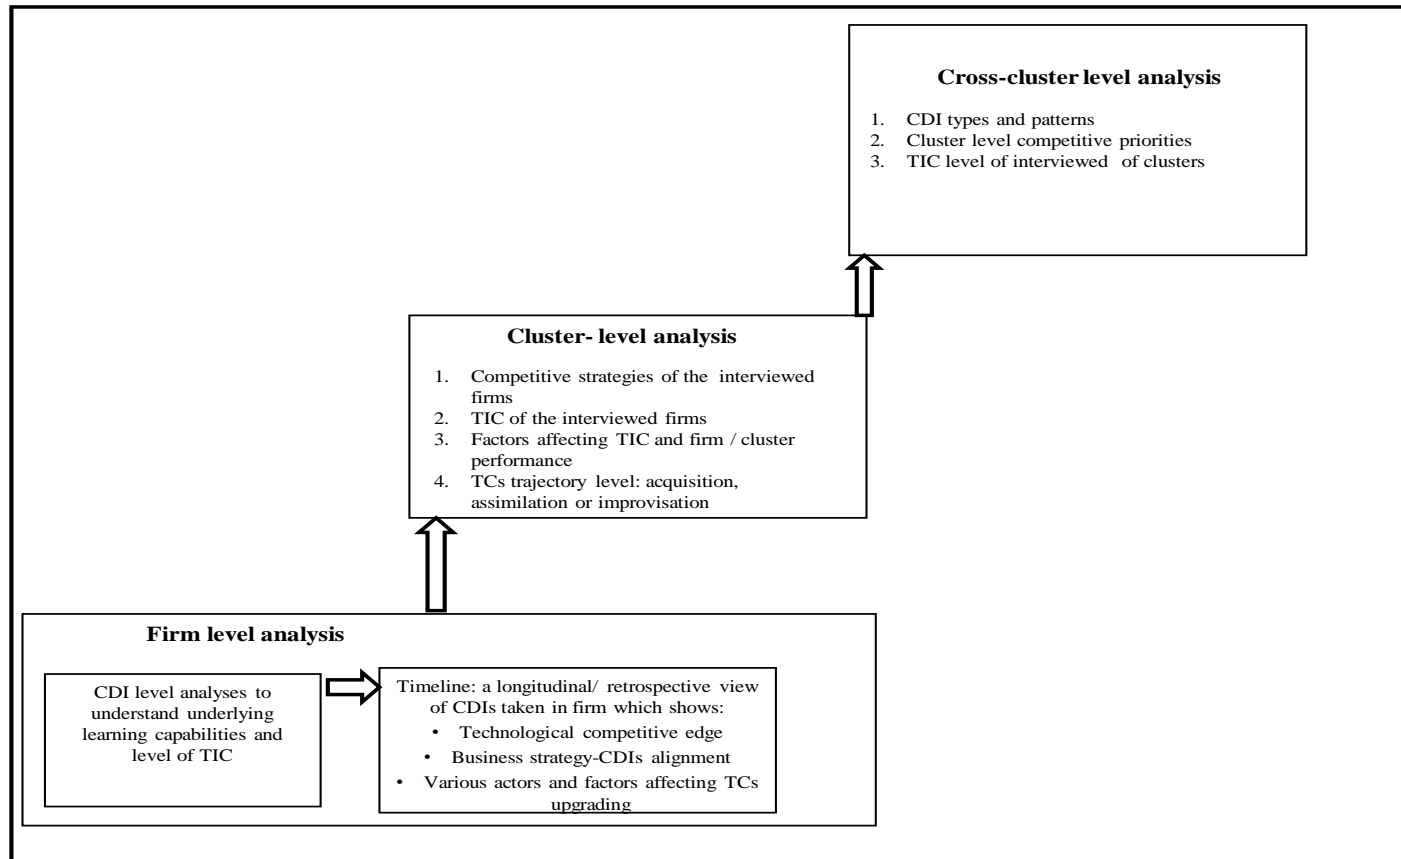 Cross-cluster level analysis
1. CDI types and patterns
2. Cluster level competitive priorities
3. TIC level of interviewed of clusters
Cluster- level analysis
1. Competitive strategies of the interviewed
firms
2. TIC of the interviewed firms
3. Factors affecting TIC and firm / cluster
performance
4. TCs trajectory level: acquisition,
assimilation or improvisation
Firm level analysis
CDI level analyses to
understand underlying
learning capabilities and
level of TIC
Timeline: a longitudinal/ retrospective view
of CDIs taken in firm which shows:
• Technological competitive edge
• Business strategy-CDIs alignment
• Various actors and factors affecting TCs
upgrading